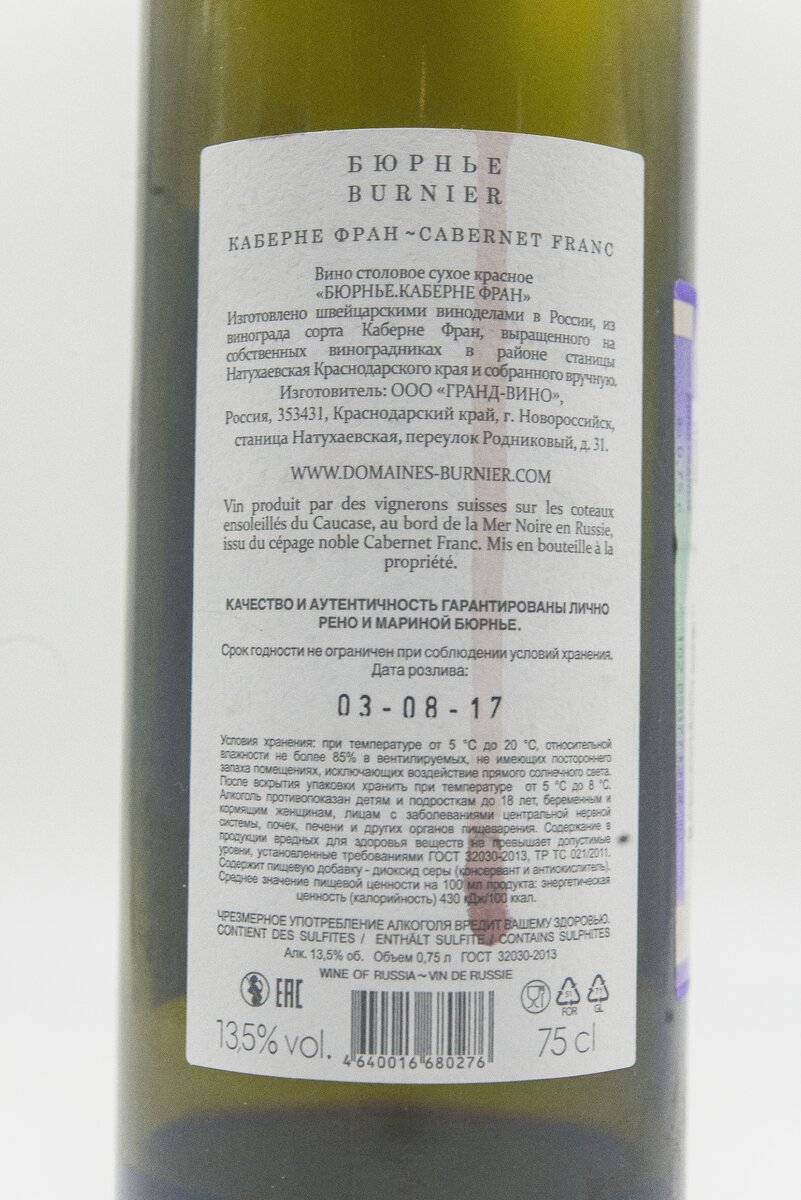 БЮРНЬЕ
BURNIER
КАБЕРНЕ ФРАН ~ CABERNET FRANC
Вино столовое сухое красное
«БЮРНЬЕ.КАБЕРНЕ ФРАН»
Изготовлено швейцарскими виноделами в России, из
винограда сорта Каберне Фран, выращенного на
собственных виноградниках в районе станицы
Натухаевская Краснодарского края и собранного вручную.
Изготовитель: ООО «ГРАНД-ВИНО»,
Россия, 353431, Краснодарский край, г. Новороссийск,
станица Натухаевская, переулок Родниковый, д. 31.
WWW.DOMAINES-BURNIER.COM
Vin produit par des vignerons suisses sur les coteaux
ensoleillés du Caucase, au bord de la Mer Noire en Russie,
issu du cépage noble Cabernet Franc. Mis en bouteille à la
propriété.
КАЧЕСТВО И АУТЕНТИЧНОСТЬ ГАРАНТИРОВАНЫ ЛИЧНО
РЕНО И МАРИНОЙ БЮРНЬЕ.
Срок годности не ограничен при соблюдении условий хранения.
Дата розлива:
03-08-17
Условия хранения: при температуре от 5 °С до 20 °С, относительной
влажности не более 85% в вентилируемых, не имеющих постороннего
запаха помещениях, исключающих воздействие прямого солнечного света.
После вскрытия упаковки хранить при температуре от 5 °С до 8 °С.
Алкоголь противопоказан детям и подросткам до 18 лет, беременным и
кормящим женщинам, лицам с заболеваниями центральной нервной
системы, почек, печени и других органов пищеварения. Содержание в
продукции вредных для здоровья веществ не превышает допустимые
уровни, установленные требованиями ГОСТ 32030-2013, ТР ТС 021/2011.
Содержит пищевую добавку - диоксид серы (консервант и антиокислитель).
Среднее значение пищевой ценности на 100 мл продукта: энергетическая
ценность (калорийность) 430 кДж/100 ккал.
ЧРЕЗМЕРНОЕ УПОТРЕБЛЕНИЕ АЛКОГОЛЯ ВРЕДИТ ВАШЕМУ ЗДОРОВЬЮ.
CONTIENT DES SULFITES / ENTHÄLT SULFITE / CONTAINS SULPHITES
Алк. 13,5% об. Объем 0,75 л ГОСТ 32030-2013
WINE OF RUSSIA ~ VIN DE RUSSIE
EAC
51 71
FOR GL
13,5% vol. 75 cl
4 640016 680276